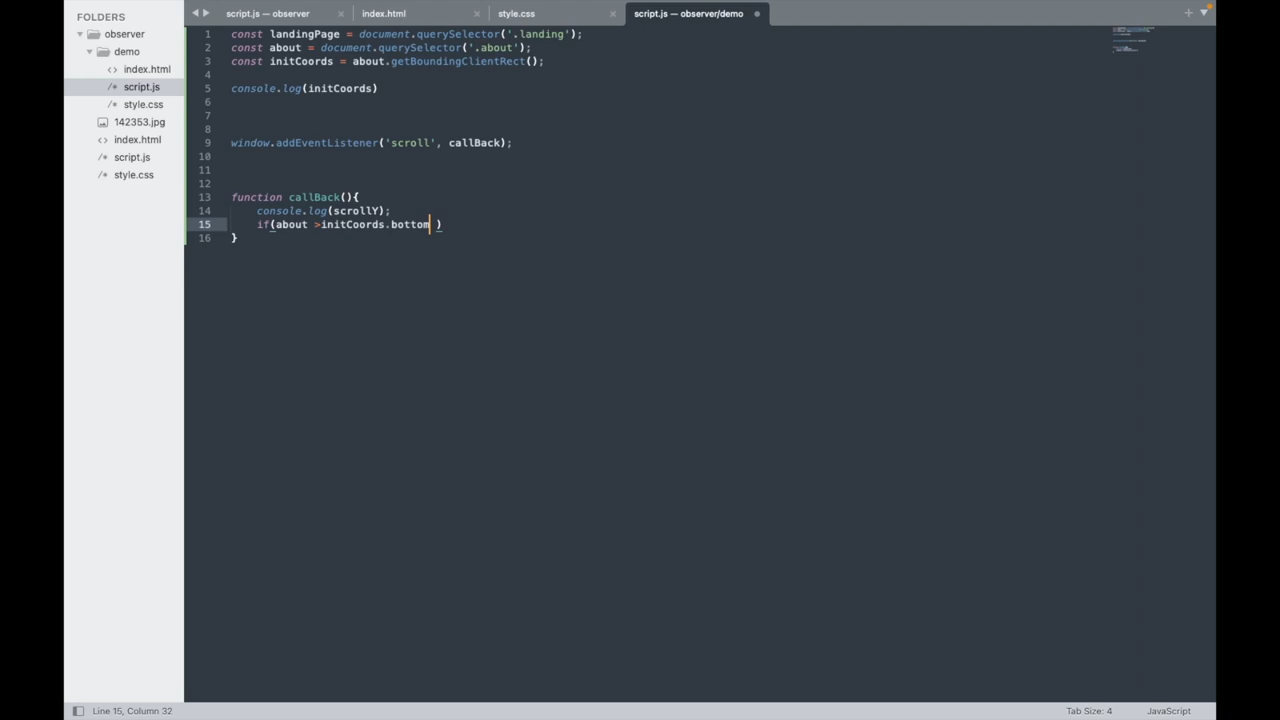 FOLDERS
observer
demo
index.html
/* script.js
/* style.css
142353.jpg
<> index.html
/* script.js
/* style.css
script.js — observer ×
index.html ×
style.css ×
script.js — observer/demo
1 const landingPage = document.querySelector('.landing');
2 const about = document.querySelector('.about');
3 const initCoords = about.getBoundingClientRect();
4
5 console.log(initCoords)
6
7
8
9 window.addEventListener('scroll', callBack);
10
11
12
13 function callBack(){
14 console.log(scrollY);
15 if(about >initCoords.bottom )
16 }
Line 15, Column 32
Tab Size: 4
JavaScript